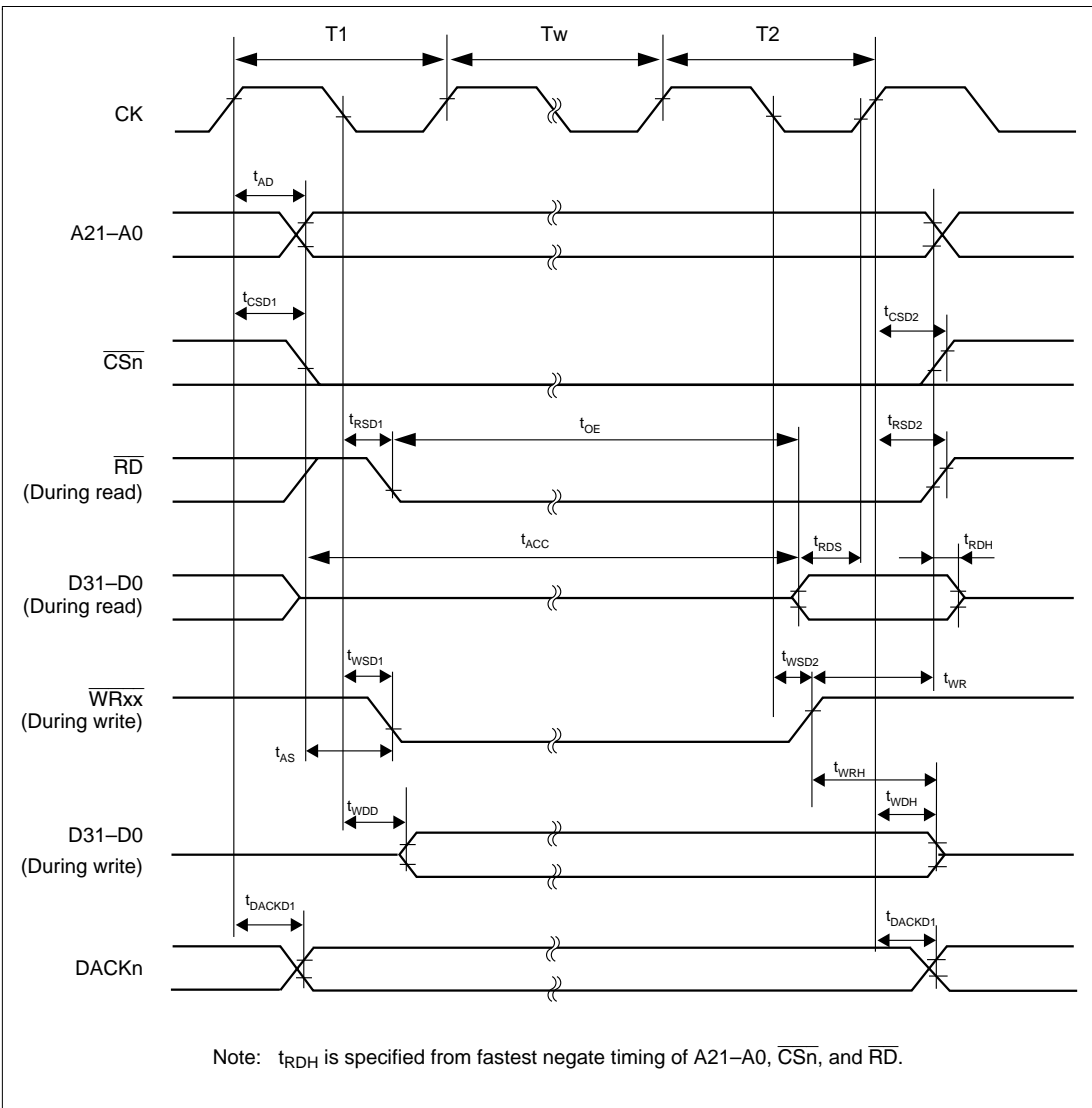 T1 Tw T2
CK
tAD
A21–A0
tCSD1 tCSD2
CSn
tRSD1 tOE tRSD2
RD
(During read)
tACC tRDS tRDH
D31–D0
(During read)
tWSD1 tWSD2
tWR
WRxx
(During write)
tAS
tWRH
tWDD tWDH
D31–D0
(During write)
tDACKD1 tDACKD1
DACKn
Note: tRDH is specified from fastest negate timing of A21–A0, CSn, and RD.